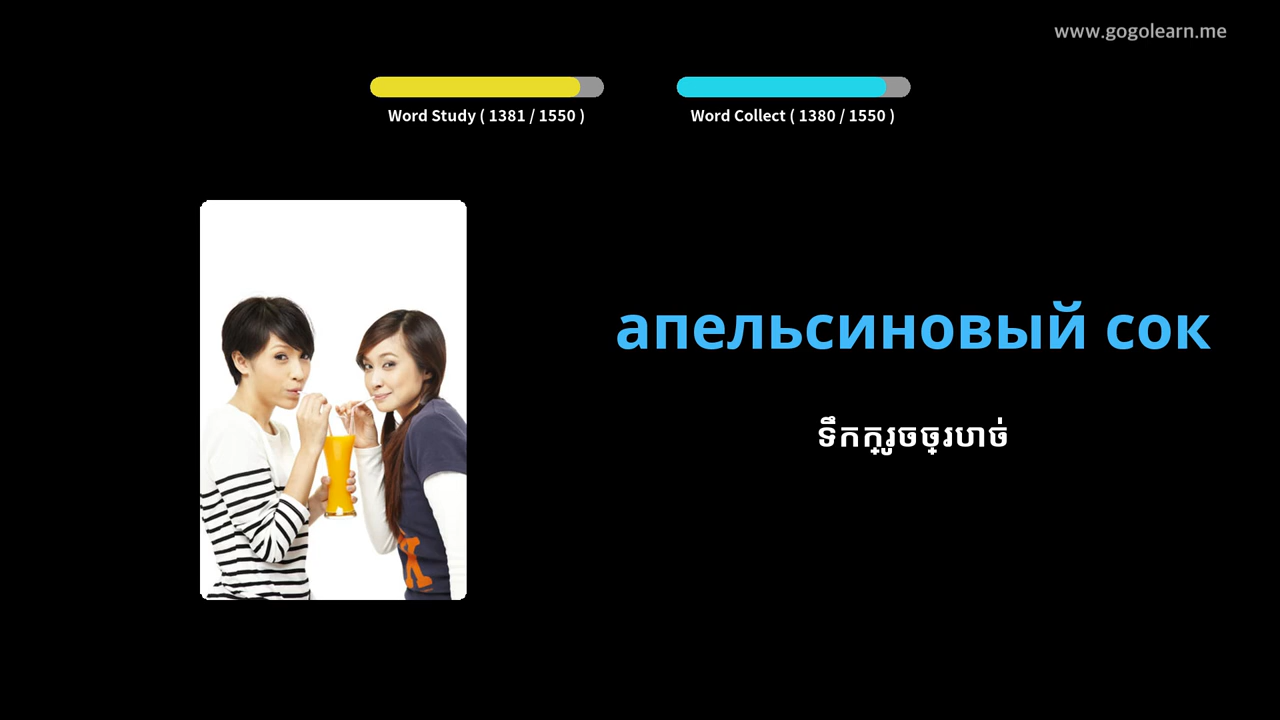 www.gogolearn.me
Word Study ( 1381 / 1550 )
Word Collect ( 1380 / 1550 )
апельсиновый сок
ទឹកក្រូចច្របាច់